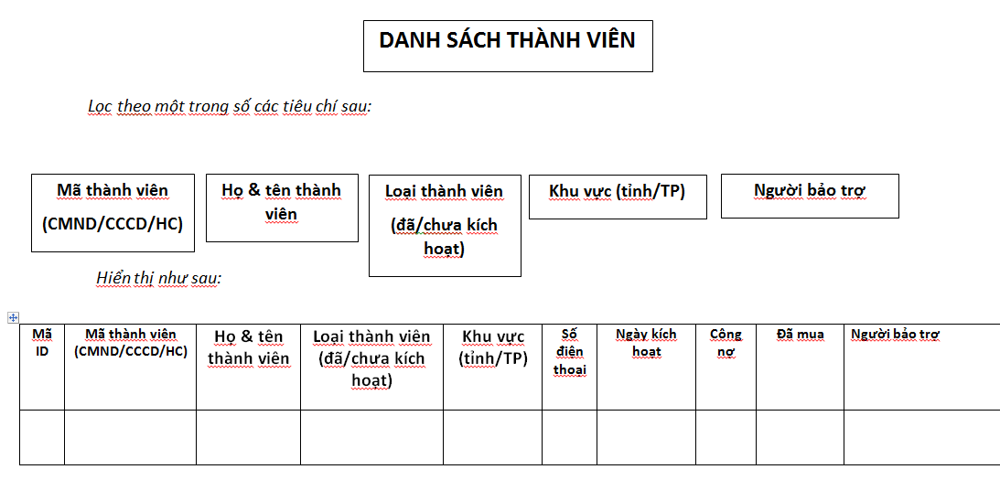 DANH SÁCH THÀNH VIÊN
Lọc theo một trong số các tiêu chí sau:
Mã thành viên
(CMND/CCCD/HC)
Họ & tên thành
viên
Loại thành viên
(đã/chưa kích
hoạt)
Khu vực (tỉnh/TP)
Người bảo trợ
Hiển thị như sau:
Mã
ID
Mã thành viên
(CMND/CCCD/HC)
Họ & tên
thành viên
Loại thành viên
(đã/chưa kích
hoạt)
Khu vực
(tỉnh/TP)
Số
điện
thoại
Ngày kích
hoạt
Công
nợ
Đã mua
Người bảo trợ